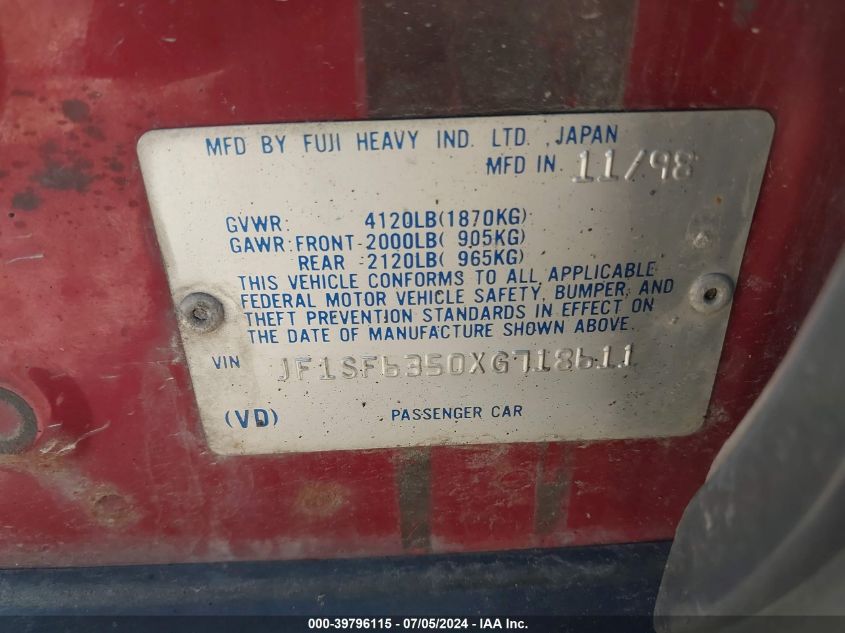 MFD BY FUJI HEAVY IND. LTD. ,JAPAN
MFD IN 11/98
GVWR: 4120LB(1870KG)
GAWR:FRONT-2000LB( 905KG)
REAR -2120LB( 965KG)
THIS VEHICLE CONFORMS TO ALL APPLICABLE
FEDERAL MOTOR VEHICLE SAFETY, BUMPER, AND
THEFT PREVENTION STANDARDS IN EFFECT ON
THE DATE OF MANUFACTURE SHOWN ABOVE.
VIN JF1SF6350XG718611
(VD) PASSENGER CAR
000-39796115 - 07/05/2024 - IAA Inc.